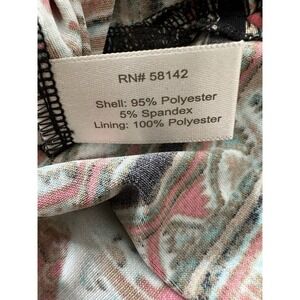 RN# 58142
Shell: 95% Polyester
5% Spandex
Lining: 100% Polyester